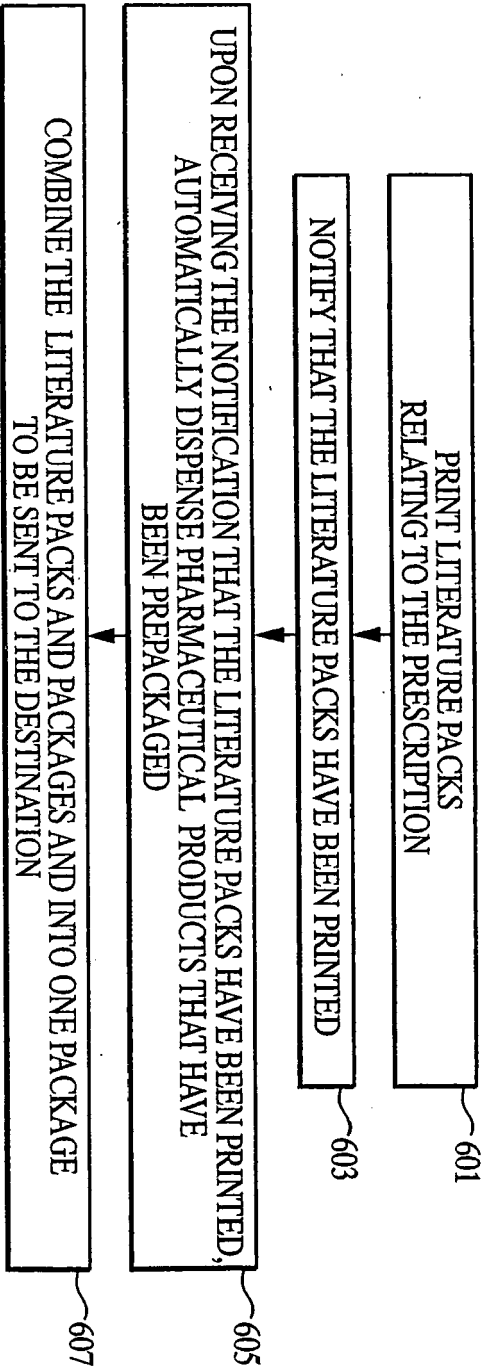 PRINT LITERATURE PACKS
RELATING TO THE PRESCRIPTION
601
NOTIFY THAT THE LITERATURE PACKS HAVE BEEN PRINTED
603
UPON RECEIVING THE NOTIFICATION THAT THE LITERATURE PACKS HAVE BEEN PRINTED,
AUTOMATICALLY DISPENSE PHARMACEUTICAL PRODUCTS THAT HAVE
BEEN PREPACKAGED
605
COMBINE THE LITERATURE PACKS AND PACKAGES AND INTO ONE PACKAGE
TO BE SENT TO THE DESTINATION
607